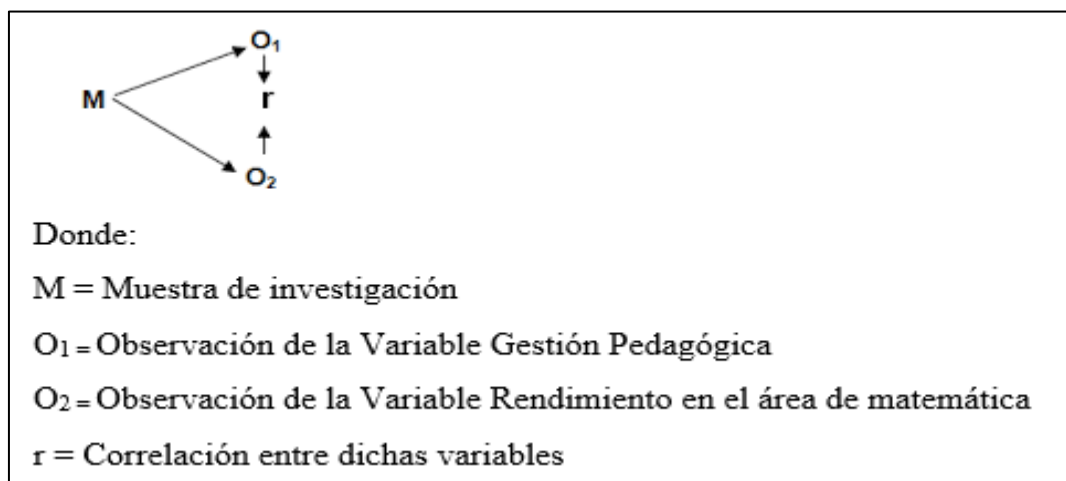 O₁
M
r
O₂
Donde:
M = Muestra de investigación
O₁ = Observación de la Variable Gestión Pedagógica
O₂ = Observación de la Variable Rendimiento en el área de matemática
r = Correlación entre dichas variables